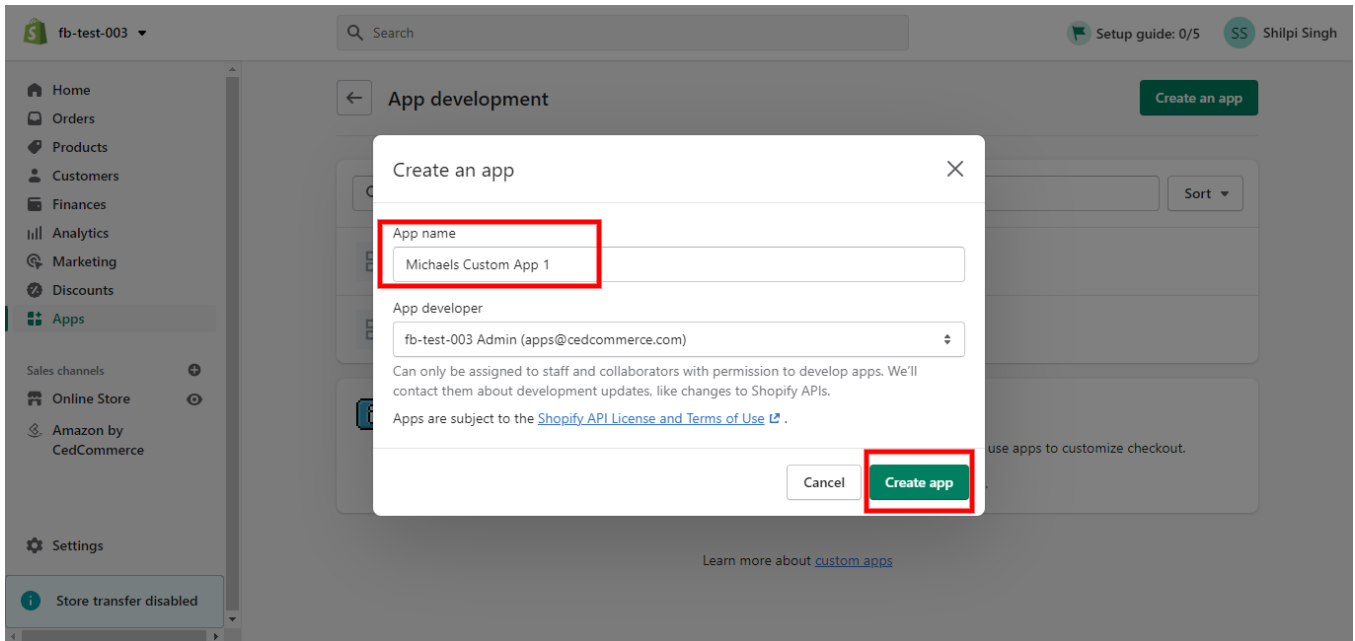 fb-test-003
Search
Setup guide: 0/5
SS
Shilpi Singh
Home
Orders
Products
Customers
Finances
Analytics
Marketing
Discounts
Apps
Sales channels
Online Store
Amazon by
CedCommerce
Settings
Store transfer disabled
App development
Create an app
Sort
Create an app
App name
Michaels Custom App 1
App developer
fb-test-003 Admin (apps@cedcommerce.com)
Can only be assigned to staff and collaborators with permission to develop apps. We'll
contact them about development updates, like changes to Shopify APIs.
Apps are subject to the Shopify API License and Terms of Use .
Cancel
Create app
use apps to customize checkout.
Learn more about custom apps